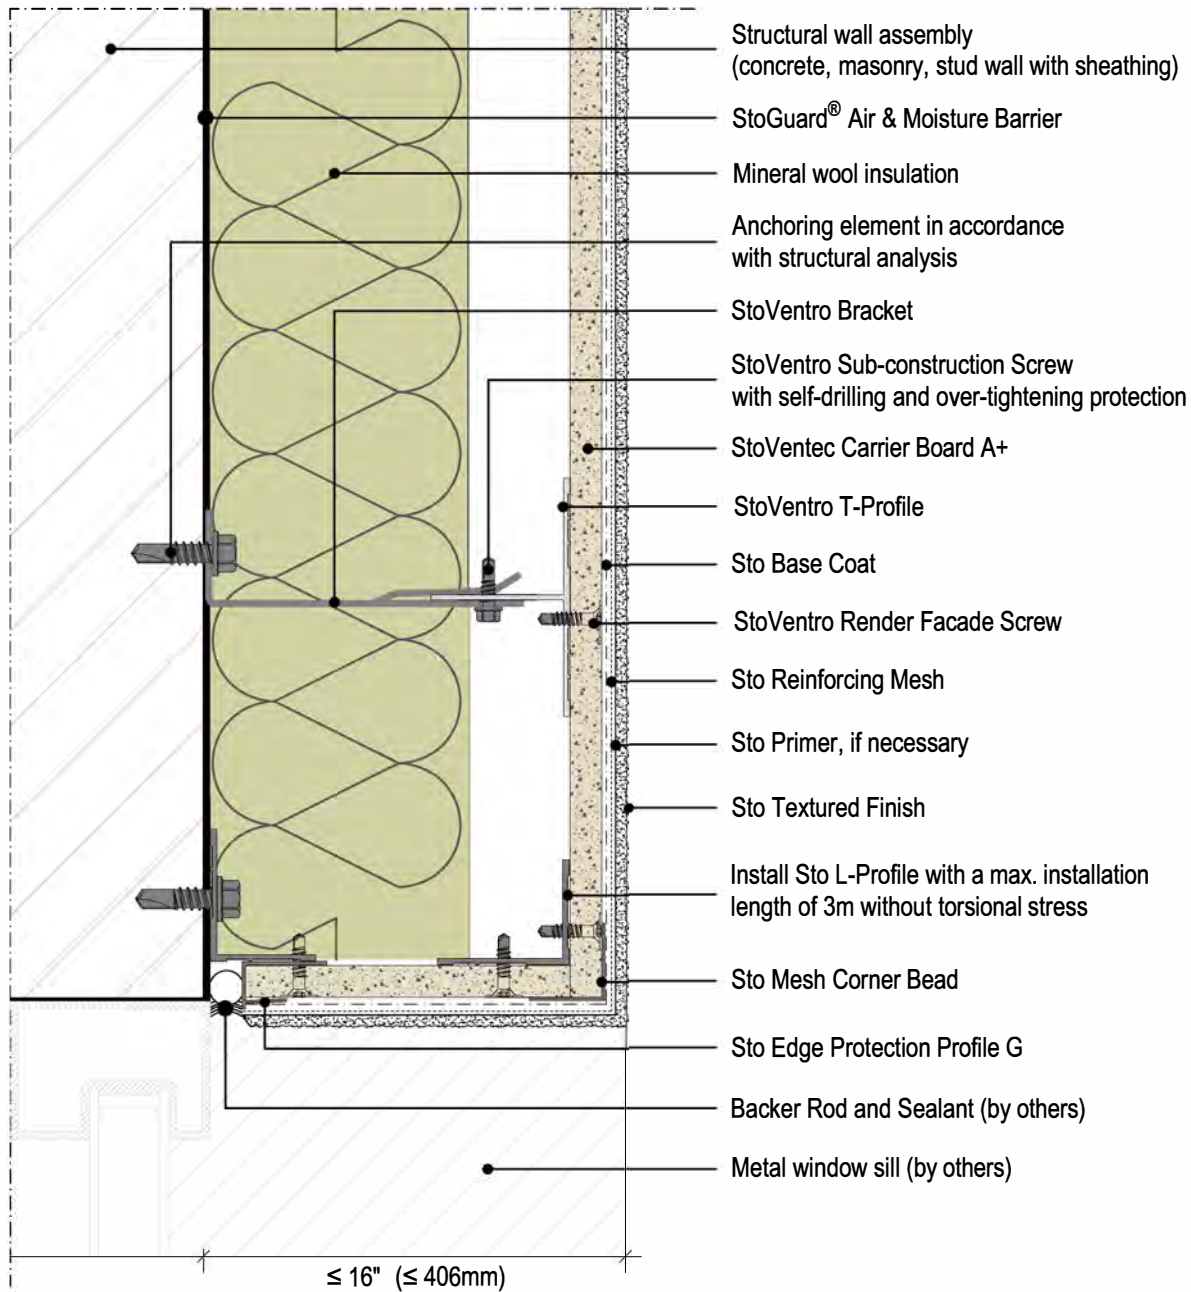 Structural wall assembly
(concrete, masonry, stud wall with sheathing)
StoGuard® Air & Moisture Barrier
Mineral wool insulation
Anchoring element in accordance
with structural analysis
StoVentro Bracket
StoVentro Sub-construction Screw
with self-drilling and over-tightening protection
StoVentec Carrier Board A+
StoVentro T-Profile
Sto Base Coat
StoVentro Render Facade Screw
Sto Reinforcing Mesh
Sto Primer, if necessary
Sto Textured Finish
Install Sto L-Profile with a max. installation
length of 3m without torsional stress
Sto Mesh Corner Bead
Sto Edge Protection Profile G
Backer Rod and Sealant (by others)
Metal window sill (by others)
≤ 16" (≤ 406mm)